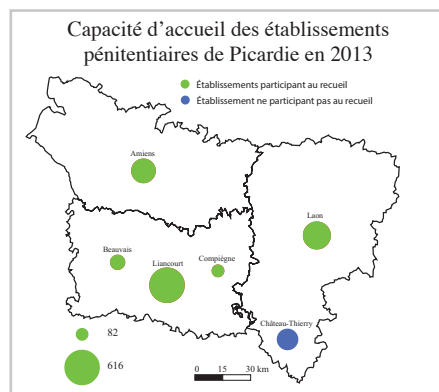 Capacité d'accueil des établissements
pénitentiaires de Picardie en 2013
Établissements participant au recueil
Établissement ne participant pas au recueil
Amiens
Laon
Beauvais
Liancourt
Compiègne
Château-Thierry
82
616
0 15 30 km